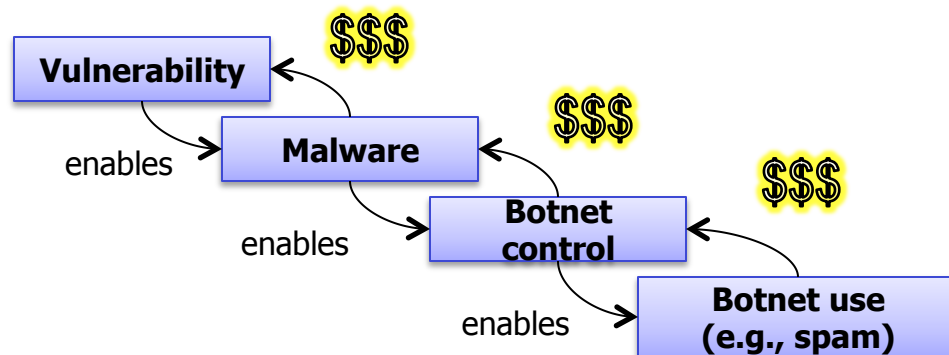 $$$
Vulnerability
$$$
enables
Malware
$$$
enables
Botnet
control
enables
Botnet use
(e.g., spam)